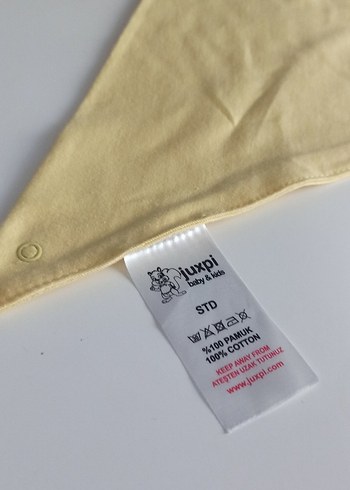 juxpi
baby & kids
STD
%100 PAMUK
100% COTTON
KEEP AWAY FROM
ATEŞTEN UZAK TUTUNUZ
www.juxpi.com